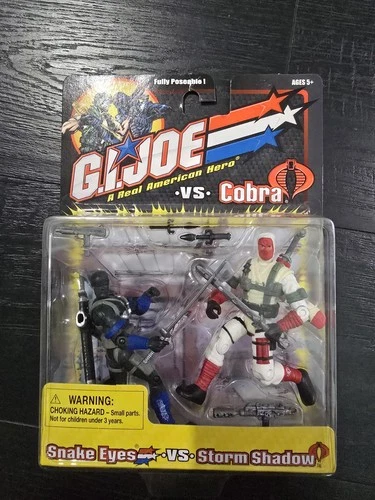 Fully Poseable !
AGES 5+
G.I. JOE
A Real American Hero®
·VS· Cobra
WARNING:
CHOKING HAZARD – Small parts.
Not for children under 3 years.
Snake Eyes ·VS· Storm Shadow